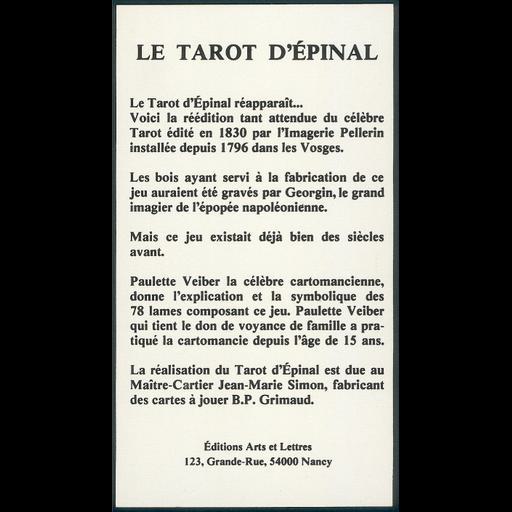 LE TAROT D'ÉPINAL
Le Tarot d'Épinal réapparaît...
Voici la réédition tant attendue du célèbre
Tarot édité en 1830 par l'Imagerie Pellerin
installée depuis 1796 dans les Vosges.
Les bois ayant servi à la fabrication de ce
jeu auraient été gravés par Georgin, le grand
imagier de l'épopée napoléonienne.
Mais ce jeu existait déjà bien des siècles
avant.
Paulette Veiber la célèbre cartomancienne,
donne l'explication et la symbolique des
78 lames composant ce jeu. Paulette Veiber
qui tient le don de voyance de famille a pra-
tiqué la cartomancie depuis l'âge de 15 ans.
La réalisation du Tarot d'Épinal est due au
Maître-Cartier Jean-Marie Simon, fabricant
des cartes à jouer B.P. Grimaud.
Éditions Arts et Lettres
123, Grande-Rue, 54000 Nancy